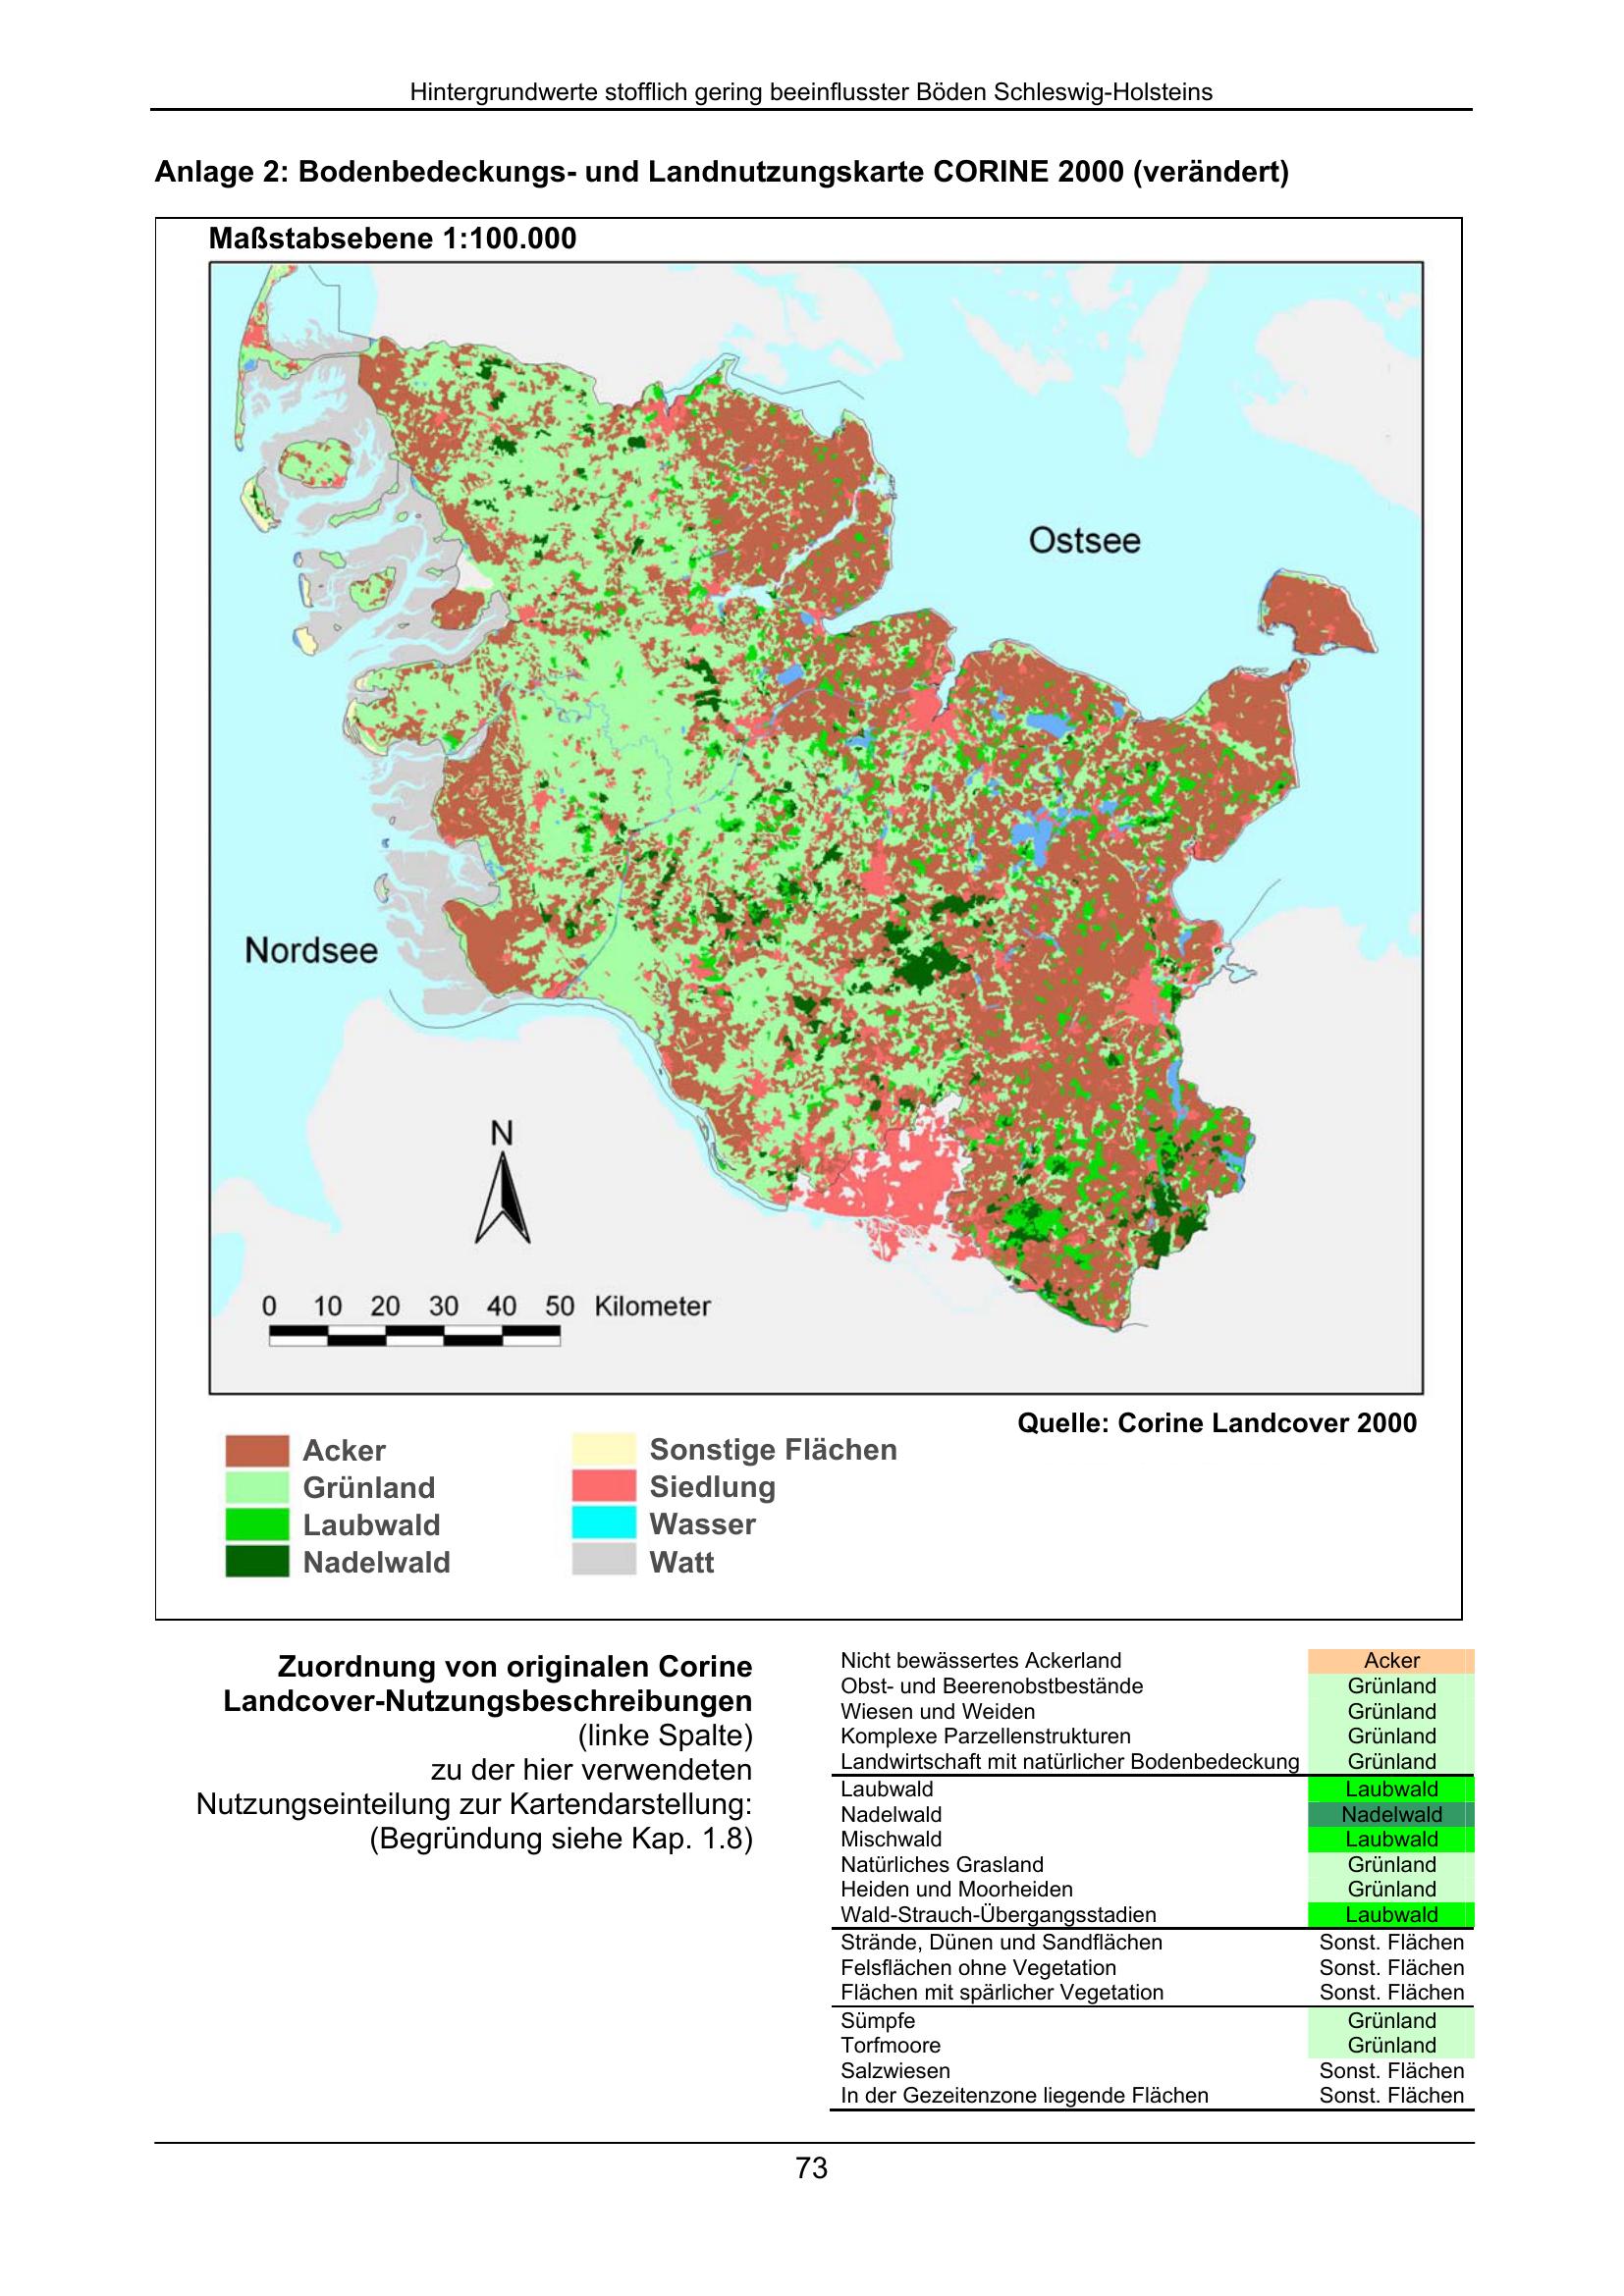 Hintergrundwerte stofflich gering beeinflusster Böden Schleswig-Holsteins
Anlage 2: Bodenbedeckungs- und Landnutzungskarte CORINE 2000 (verändert)
Maßstabsebene 1:100.000
Ostsee
Nordsee
N
0 10 20 30 40 50 Kilometer
Quelle: Corine Landcover 2000
Acker
Grünland
Laubwald
Nadelwald
Sonstige Flächen
Siedlung
Wasser
Watt
Zuordnung von originalen Corine
Landcover-Nutzungsbeschreibungen
(linke Spalte)
zu der hier verwendeten
Nutzungseinteilung zur Kartendarstellung:
(Begründung siehe Kap. 1.8)
Nicht bewässertes Ackerland Acker
Obst- und Beerenobstbestände Grünland
Wiesen und Weiden Grünland
Komplexe Parzellenstrukturen Grünland
Landwirtschaft mit natürlicher Bodenbedeckung Grünland
Laubwald Laubwald
Nadelwald Nadelwald
Mischwald Laubwald
Natürliches Grasland Grünland
Heiden und Moorheiden Grünland
Wald-Strauch-Übergangsstadien Laubwald
Strände, Dünen und Sandflächen Sonst. Flächen
Felsflächen ohne Vegetation Sonst. Flächen
Flächen mit spärlicher Vegetation Sonst. Flächen
Sümpfe Grünland
Torfmoore Grünland
Salzwiesen Sonst. Flächen
In der Gezeitenzone liegende Flächen Sonst. Flächen
73